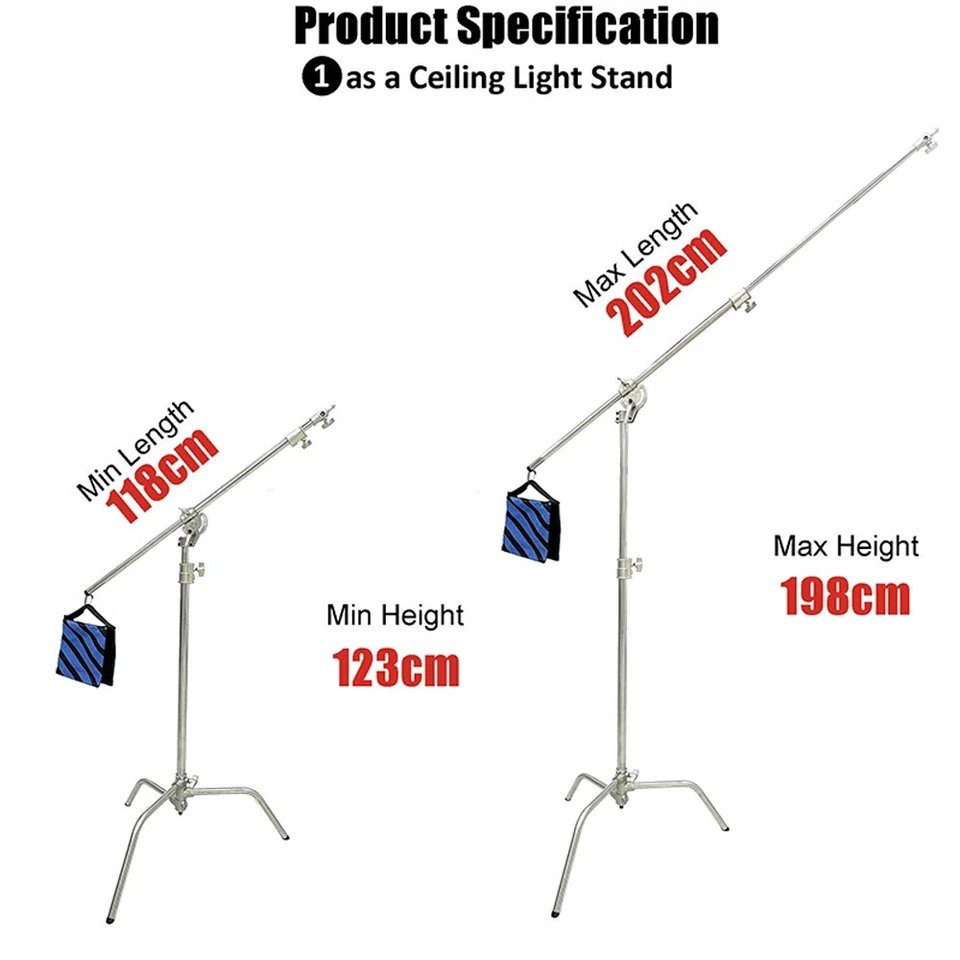 Product Specification
1 as a Ceiling Light Stand
Max Length
202cm
Min Length
118cm
Max Height
198cm
Min Height
123cm